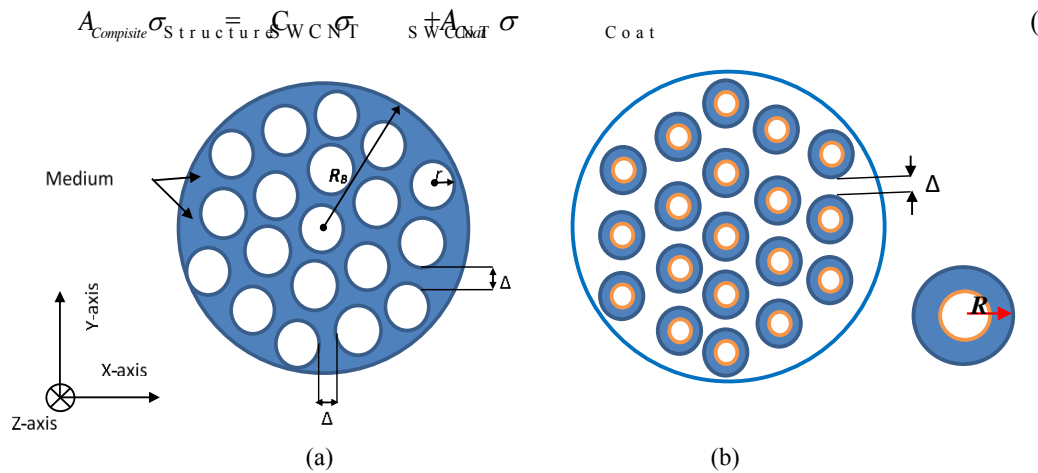 A_Compisite σ_Structure = C_SWCNT σ_SWCNT + A_Coat σ_Coat (
Medium
R_B
r
Δ
Δ
Δ
R
Y-axis
X-axis
Z-axis
(a) (b)